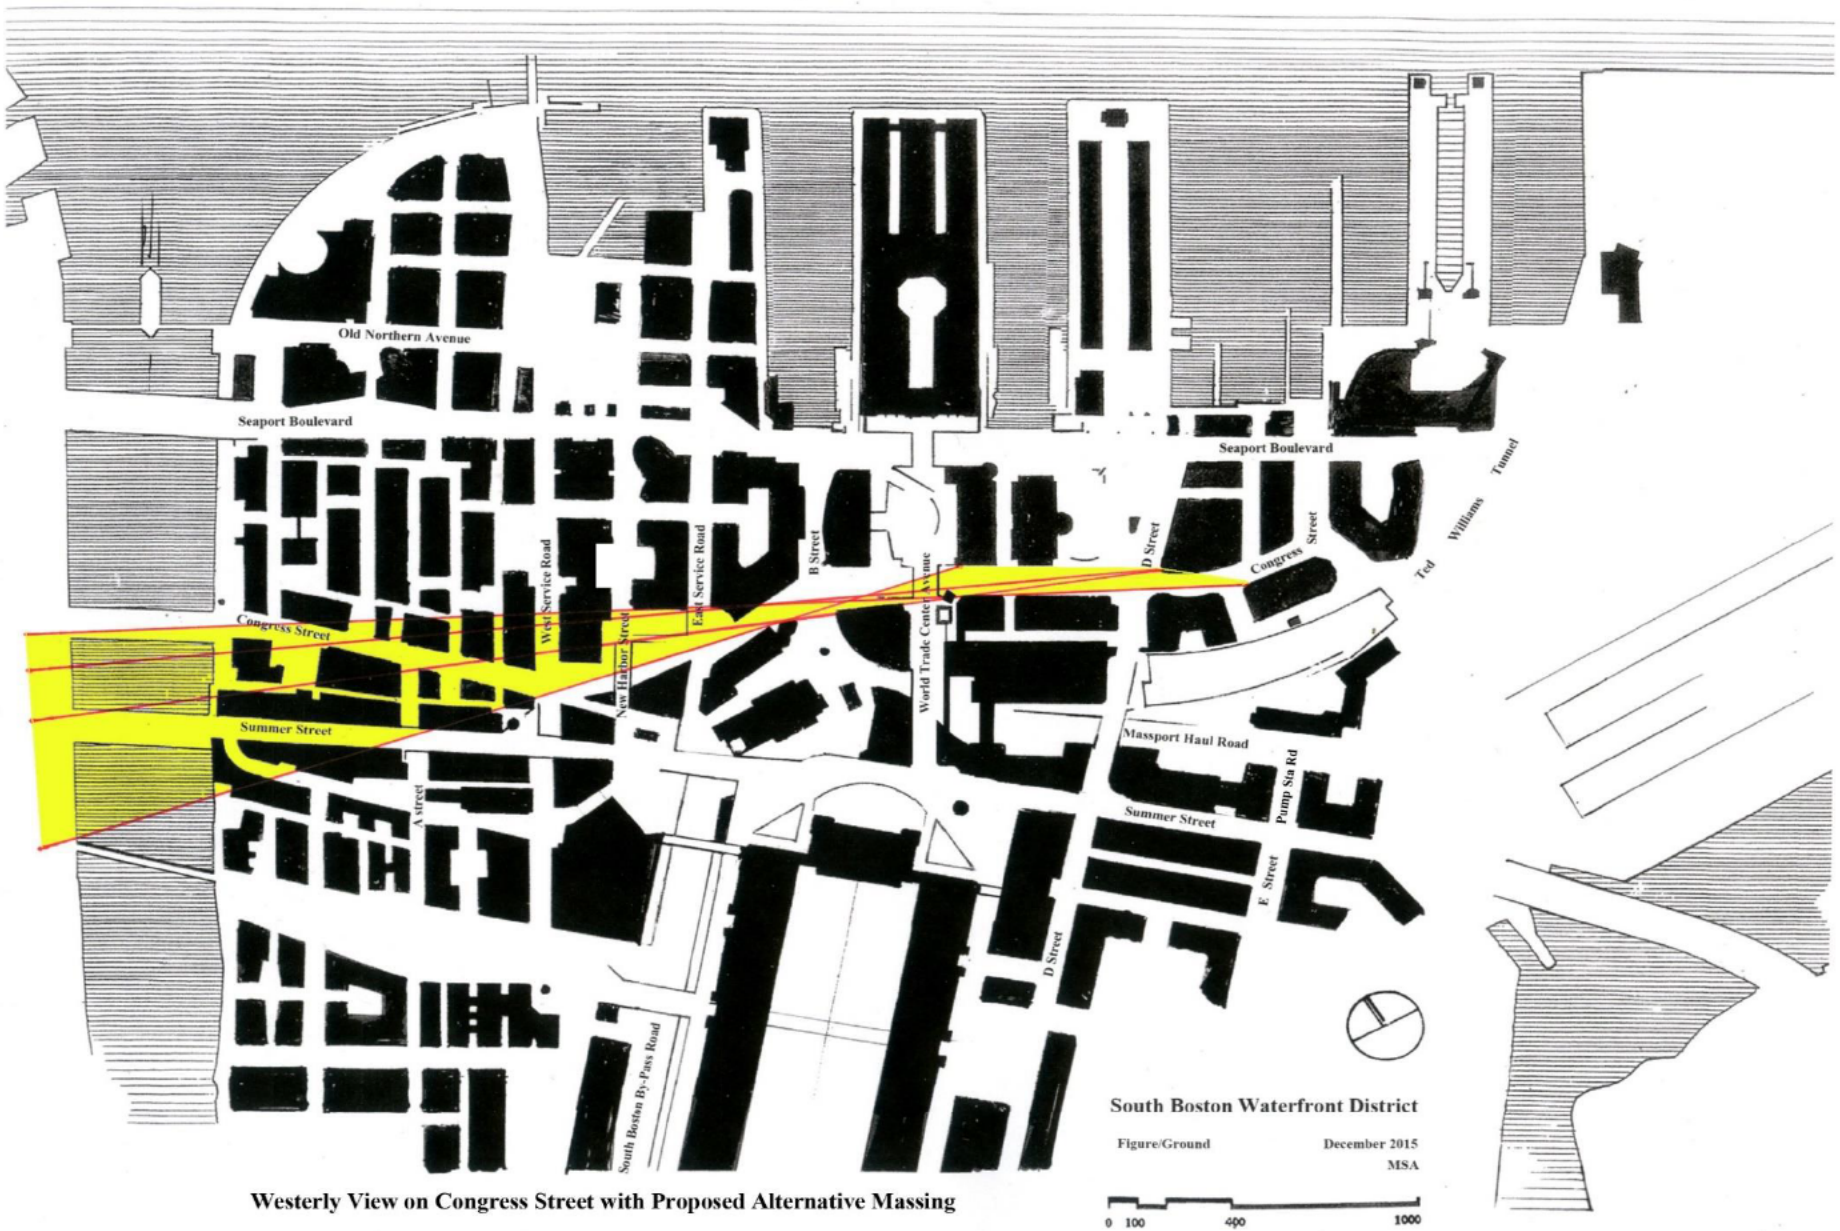 Old Northern Avenue
Seaport Boulevard
Seaport Boulevard
Ted Williams Tunnel
West Service Road
East Service Road
B Street
D Street
Congress Street
Congress Street
World Trade Center Avenue
New Harbor Street
Summer Street
Massport Haul Road
A street
Pump Sta Rd
Summer Street
E Street
D Street
South Boston By-Pass Road
South Boston Waterfront District
Figure/Ground December 2015
MSA
Westerly View on Congress Street with Proposed Alternative Massing
0 100 400 1000